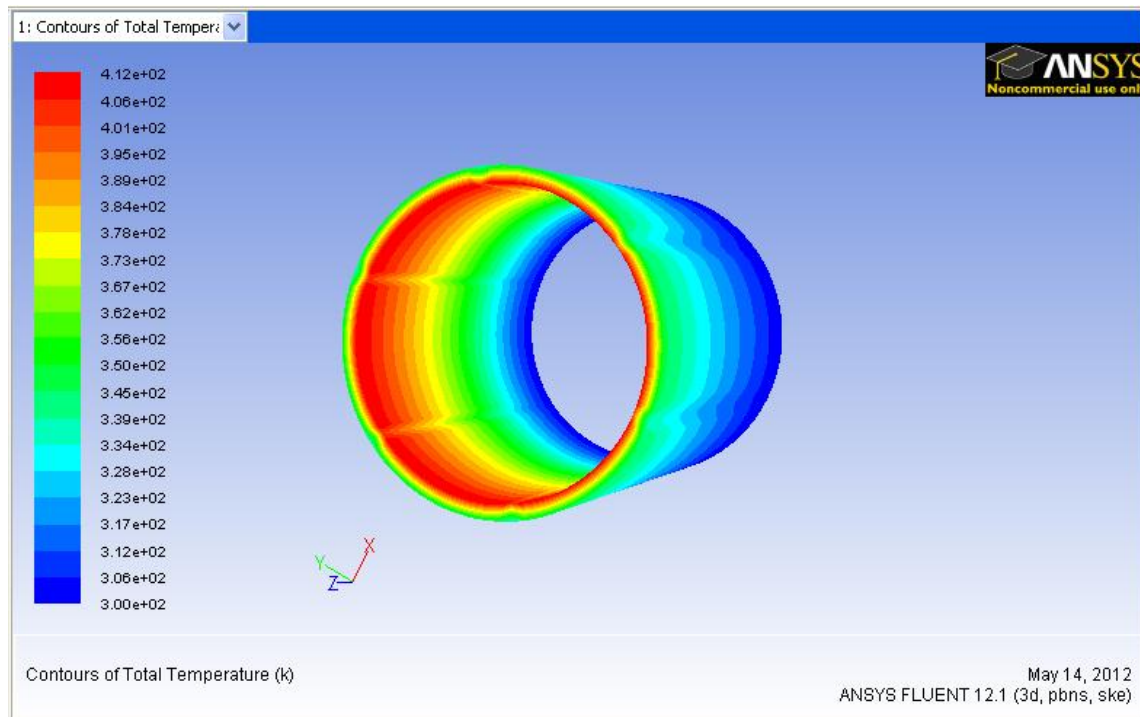 1: Contours of Total Tempera
ANSYS
Noncommercial use onl
4.12e+02
4.06e+02
4.01e+02
3.95e+02
3.89e+02
3.84e+02
3.78e+02
3.73e+02
3.67e+02
3.62e+02
3.56e+02
3.50e+02
3.45e+02
3.39e+02
3.34e+02
3.28e+02
3.23e+02
3.17e+02
3.12e+02
3.06e+02
3.00e+02
X
Y
Z
Contours of Total Temperature (k)
May 14, 2012
ANSYS FLUENT 12.1 (3d, pbns, ske)